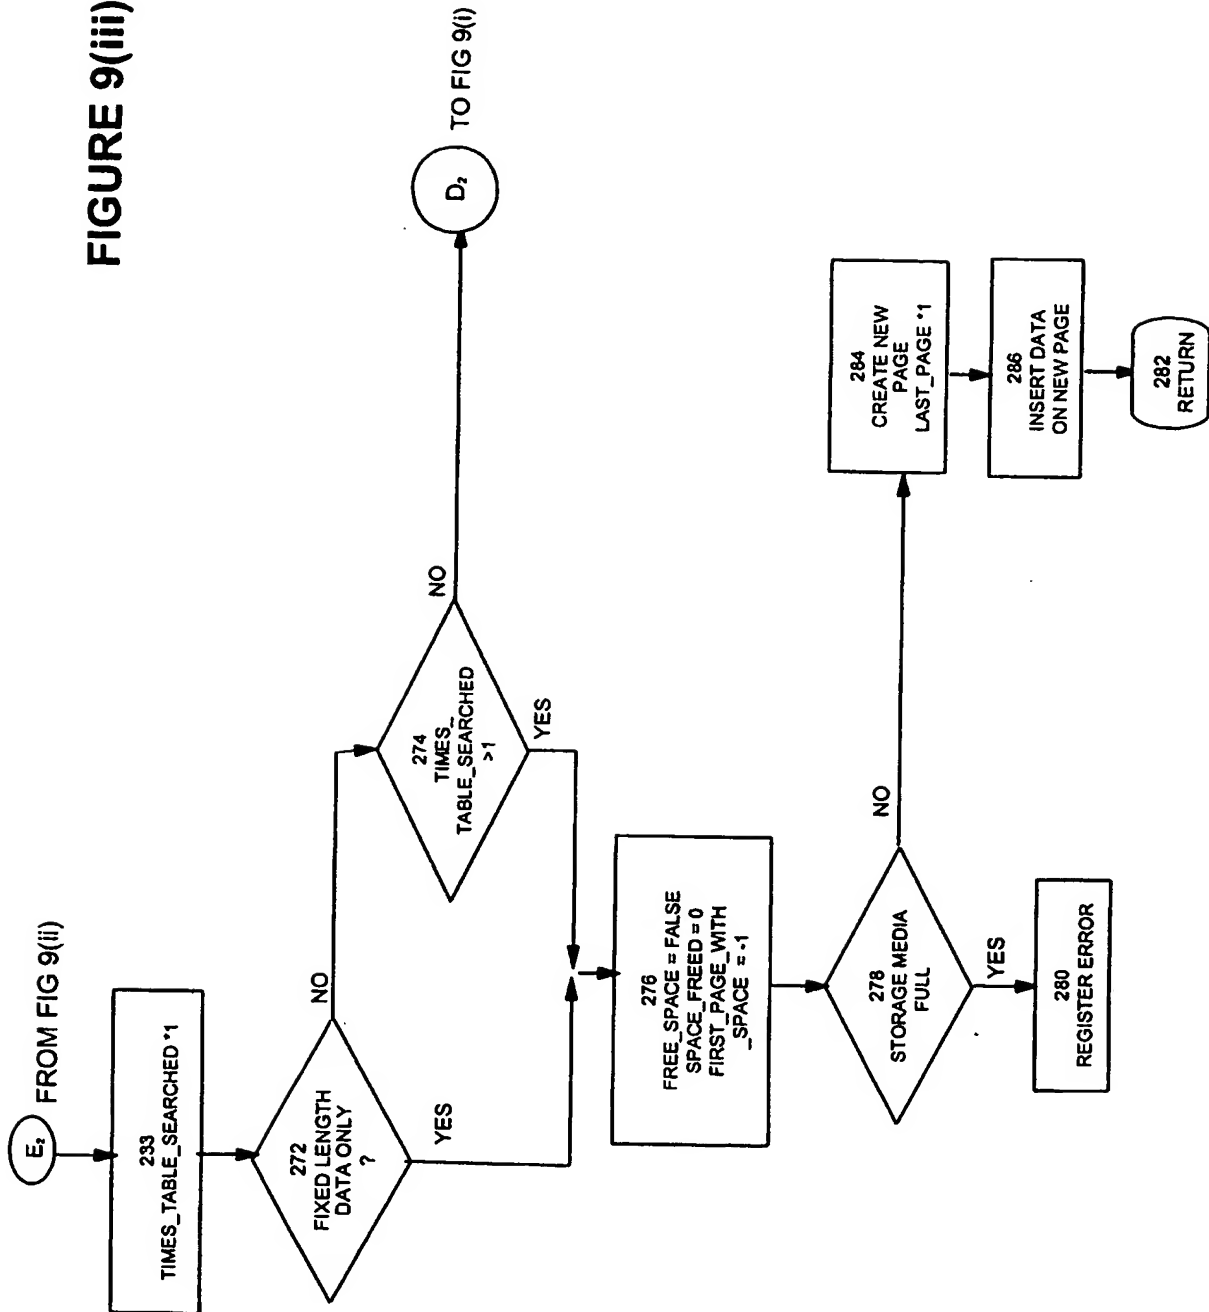 FIGURE 9(iii)
E₂ FROM FIG 9(ii)
233
TIMES_TABLE_SEARCHED *1
272
FIXED LENGTH
DATA ONLY
?
NO
YES
274
TIMES_
TABLE_SEARCHED
>1
NO
YES
D₂ TO FIG 9(i)
276
FREE_SPACE = FALSE
SPACE_FREED = 0
FIRST_PAGE_WITH
_SPACE = -1
278
STORAGE MEDIA
FULL
NO
YES
280
REGISTER ERROR
284
CREATE NEW
PAGE
LAST_PAGE *1
286
INSERT DATA
ON NEW PAGE
282
RETURN